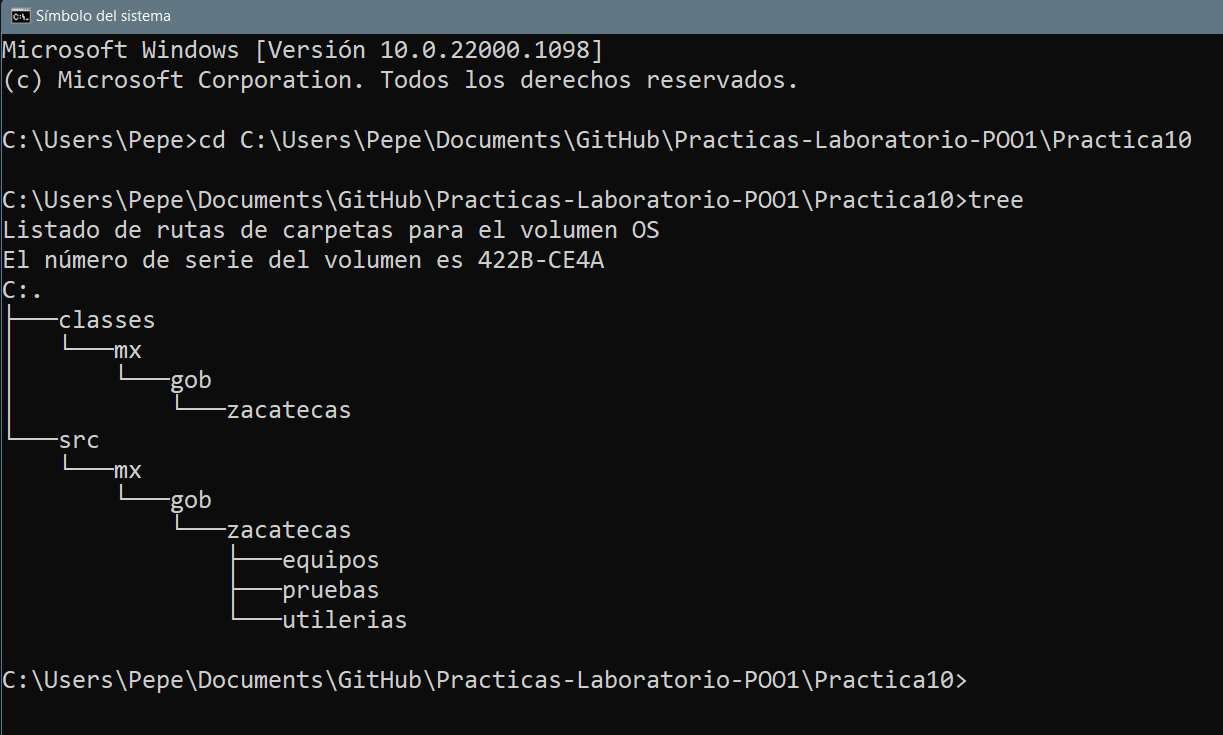 Símbolo del sistema
Microsoft Windows [Versión 10.0.22000.1098]
(c) Microsoft Corporation. Todos los derechos reservados.
C:\Users\Pepe>cd C:\Users\Pepe\Documents\GitHub\Practicas-Laboratorio-POO1\Practica10
C:\Users\Pepe\Documents\GitHub\Practicas-Laboratorio-POO1\Practica10>tree
Listado de rutas de carpetas para el volumen OS
El número de serie del volumen es 422B-CE4A
C:.
├───classes
│   └───mx
│       └───gob
│           └───zacatecas
└───src
    └───mx
        └───gob
            └───zacatecas
                ├───equipos
                ├───pruebas
                └───utilerias
C:\Users\Pepe\Documents\GitHub\Practicas-Laboratorio-POO1\Practica10>